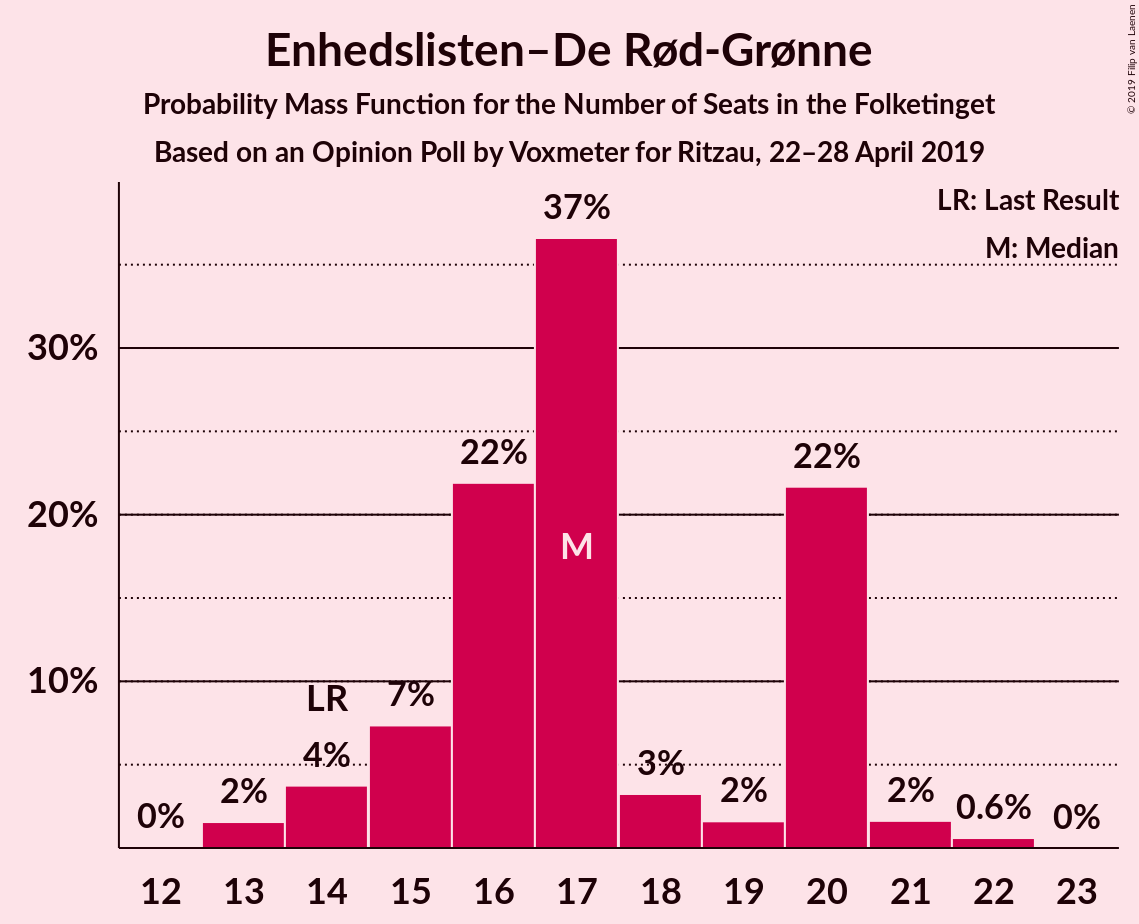 Enhedslisten–De Rød-Grønne
Probability Mass Function for the Number of Seats in the Folketinget
Based on an Opinion Poll by Voxmeter for Ritzau, 22–28 April 2019
© 2019 Filip van Laenen
LR: Last Result
M: Median
37%
30%
22%
22%
20%
M
10%
LR
7%
4%
3%
2%
2%
2%
0.6%
0%
0%
12 13 14 15 16 17 18 19 20 21 22 23